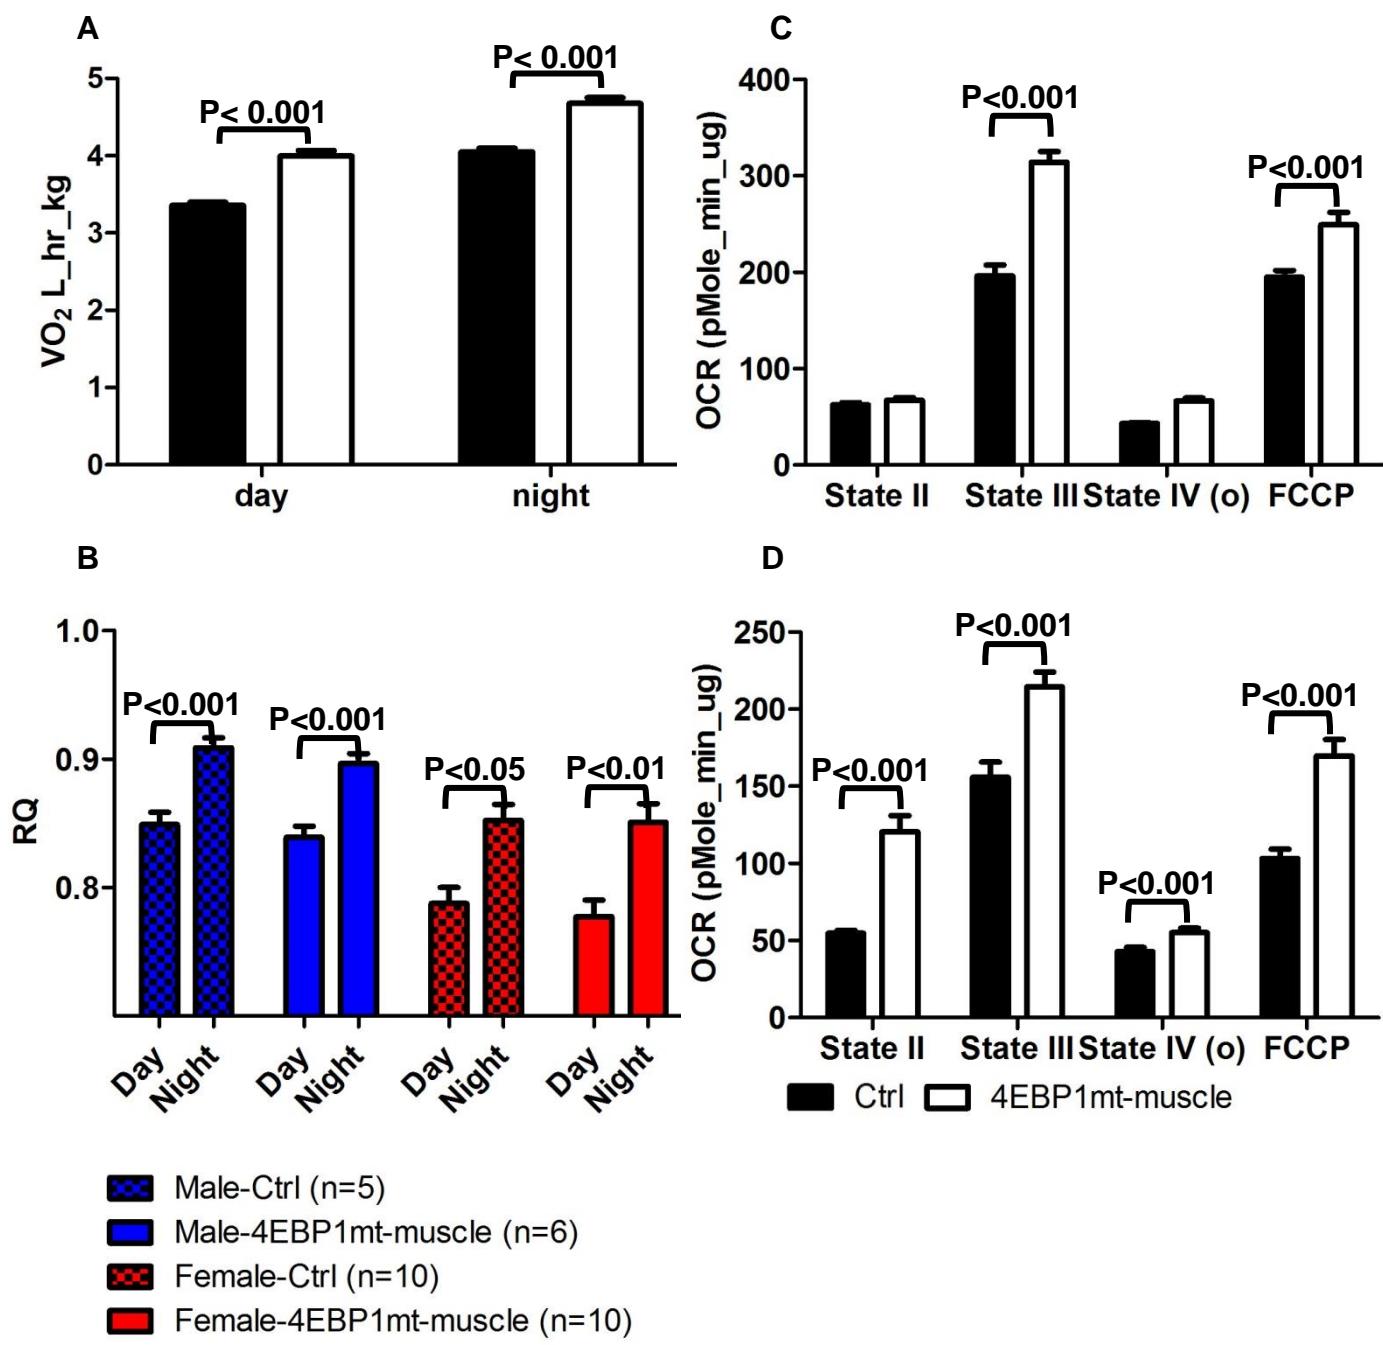 A
P< 0.001
P< 0.001
5
4
3
2
1
0
VO2 L_hr_kg
day
night
C
P<0.001
P<0.001
400
300
200
100
0
OCR (pMole_min_ug)
State II
State III
State IV (o)
FCCP
B
P<0.001
P<0.001
P<0.05
P<0.01
1.0
0.9
0.8
RQ
Day
Night
Day
Night
Day
Night
Day
Night
Male-Ctrl (n=5)
Male-4EBP1mt-muscle (n=6)
Female-Ctrl (n=10)
Female-4EBP1mt-muscle (n=10)
D
P<0.001
P<0.001
P<0.001
P<0.001
250
200
150
100
50
0
OCR (pMole_min_ug)
State II
State III
State IV (o)
FCCP
Ctrl
4EBP1mt-muscle